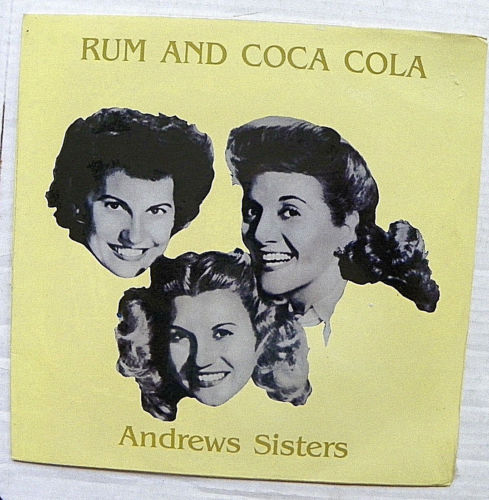 RUM AND COCA COLA
Andrews Sisters